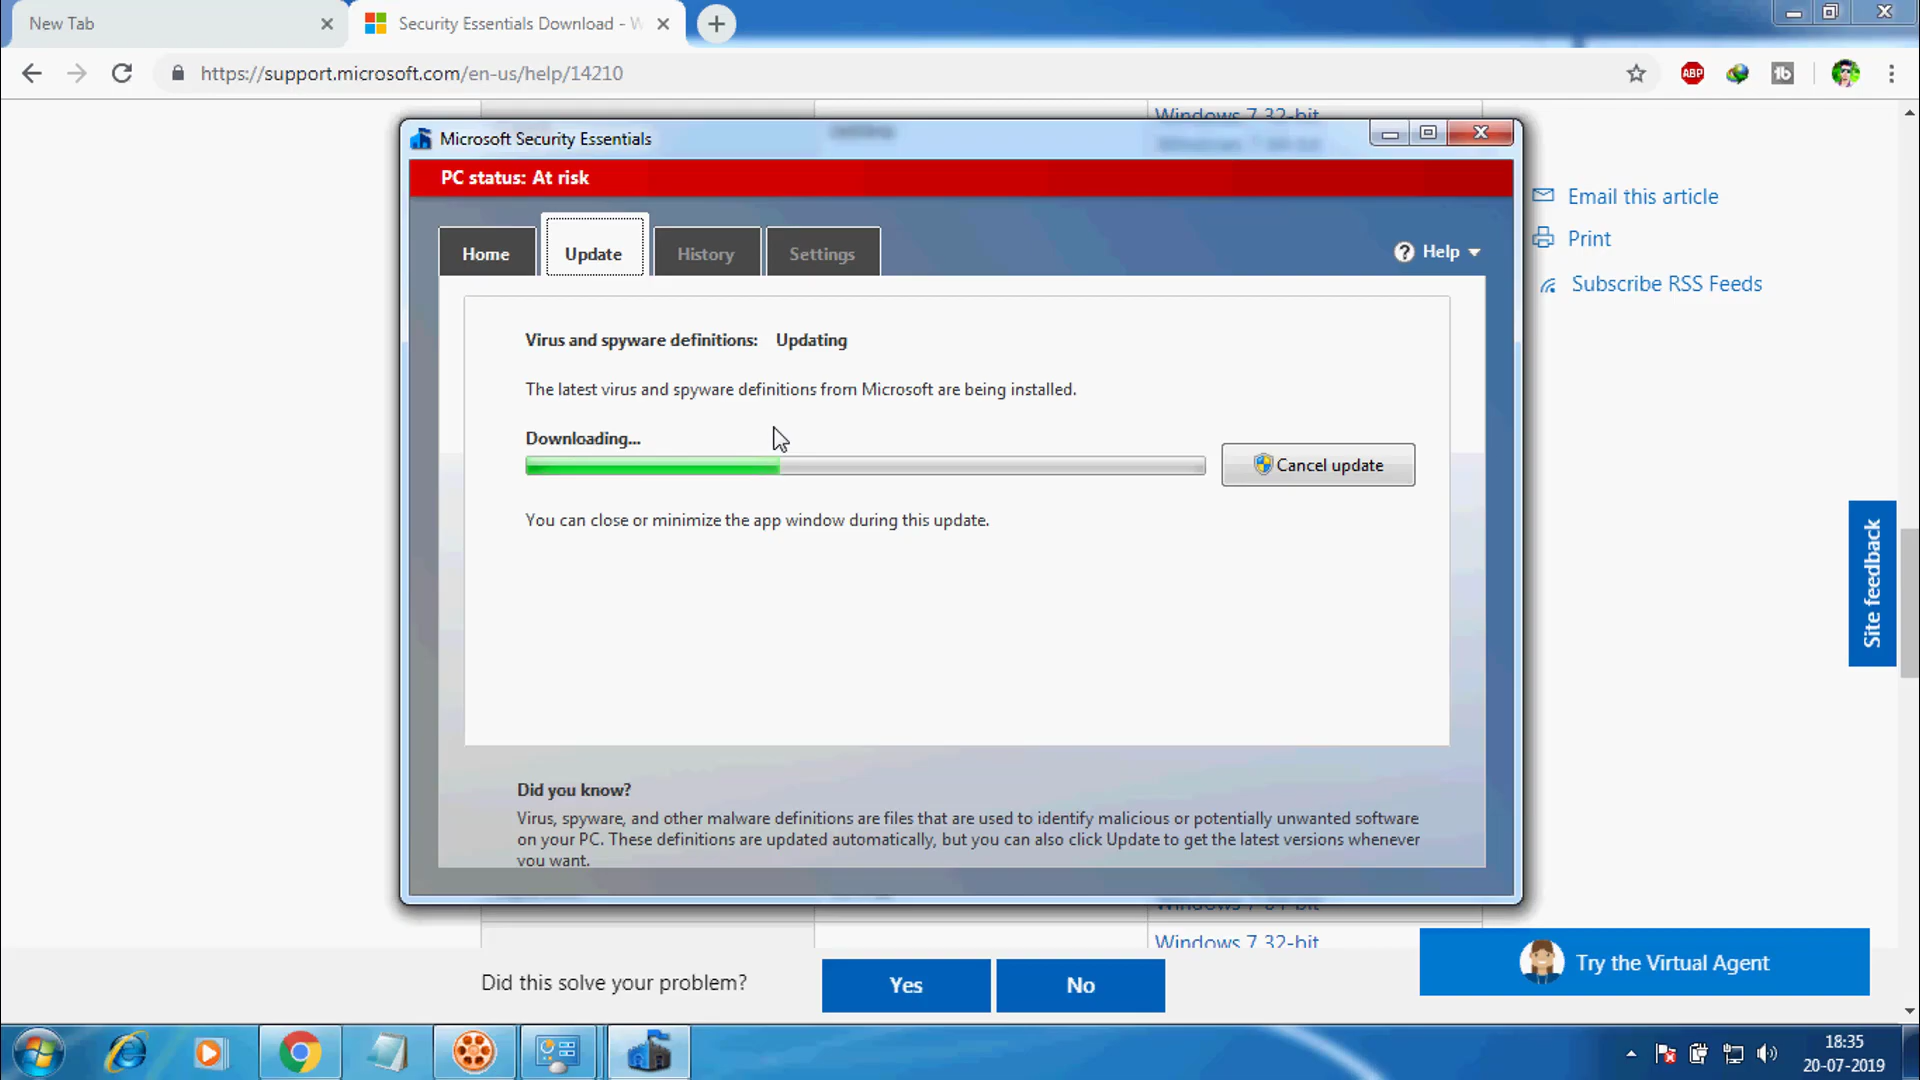 New Tab
Security Essentials Download - W
https://support.microsoft.com/en-us/help/14210
ABP
Windows 7 32-bit
Microsoft Security Essentials
PC status: At risk
Email this article
Print
Subscribe RSS Feeds
Home
Update
History
Settings
Help
Virus and spyware definitions: Updating
The latest virus and spyware definitions from Microsoft are being installed.
Downloading...
Cancel update
You can close or minimize the app window during this update.
Site feedback
Did you know?
Virus, spyware, and other malware definitions are files that are used to identify malicious or potentially unwanted software
on your PC. These definitions are updated automatically, but you can also click Update to get the latest versions whenever
you want.
Windows 7 32-bit
Did this solve your problem?
Yes
No
Try the Virtual Agent
18:35
20-07-2019